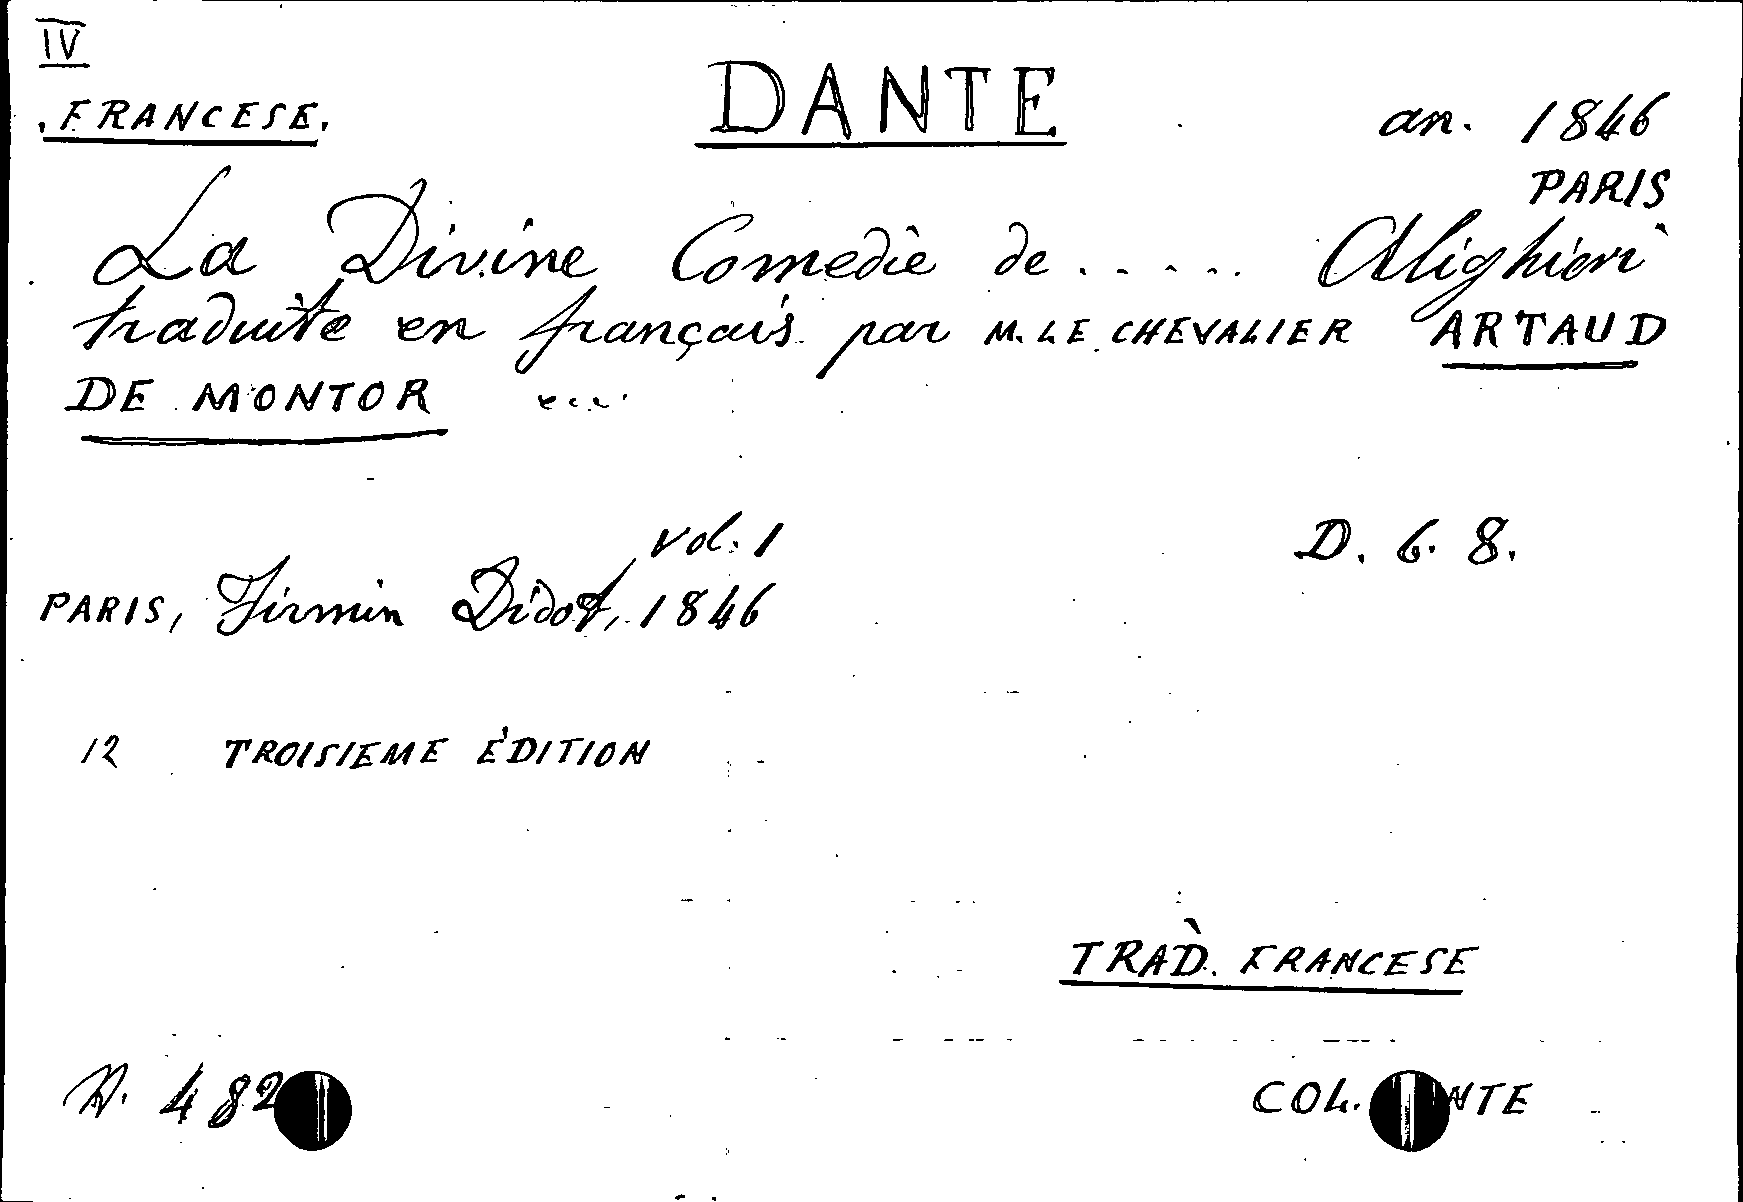 IV
FRANCESE.
DANTE
an. 1846
PARIS
La Divine Comedie de ..... Alighieri
traduite en français par M. LE CHEVALIER ARTAUD
DE MONTOR ....
vol. 1
D. 6. 8.
PARIS, Firmin Didot, 1846
12 TROISIEME ÉDITION
TRAD. FRANCESE
N. 482
COL.